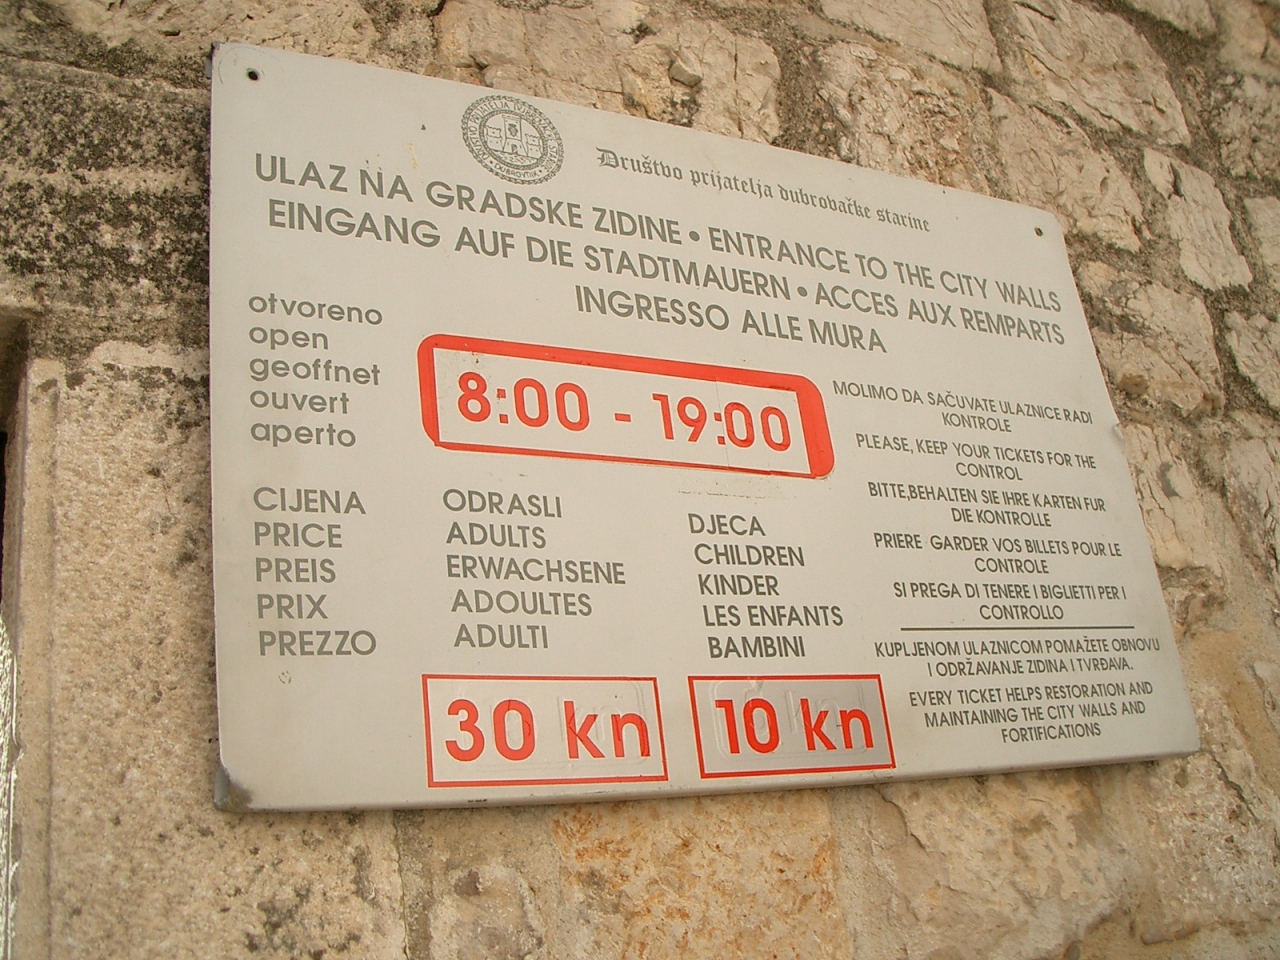 Društvo prijatelja dubrovačke starine
ULAZ NA GRADSKE ZIDINE • ENTRANCE TO THE CITY WALLS
EINGANG AUF DIE STADTMAUERN • ACCES AUX REMPARTS
INGRESSO ALLE MURA
otvoreno
open
geoffnet
ouvert
aperto
8:00 - 19:00
CIJENA
PRICE
PREIS
PRIX
PREZZO
ODRASLI
ADULTS
ERWACHSENE
ADOULTES
ADULTI
30 kn
DJECA
CHILDREN
KINDER
LES ENFANTS
BAMBINI
10 kn
MOLIMO DA SAČUVATE ULAZNICE RADI
KONTROLE
PLEASE, KEEP YOUR TICKETS FOR THE
CONTROL
BITTE,BEHALTEN SIE IHRE KARTEN FUR
DIE KONTROLLE
PRIERE GARDER VOS BILLETS POUR LE
CONTROLE
SI PREGA DI TENERE I BIGLIETTI PER I
CONTROLLO
KUPLJENOM ULAZNICOM POMAŽETE OBNOVU
I ODRŽAVANJE ZIDINA I TVRĐAVA.
EVERY TICKET HELPS RESTORATION AND
MAINTAINING THE CITY WALLS AND
FORTIFICATIONS